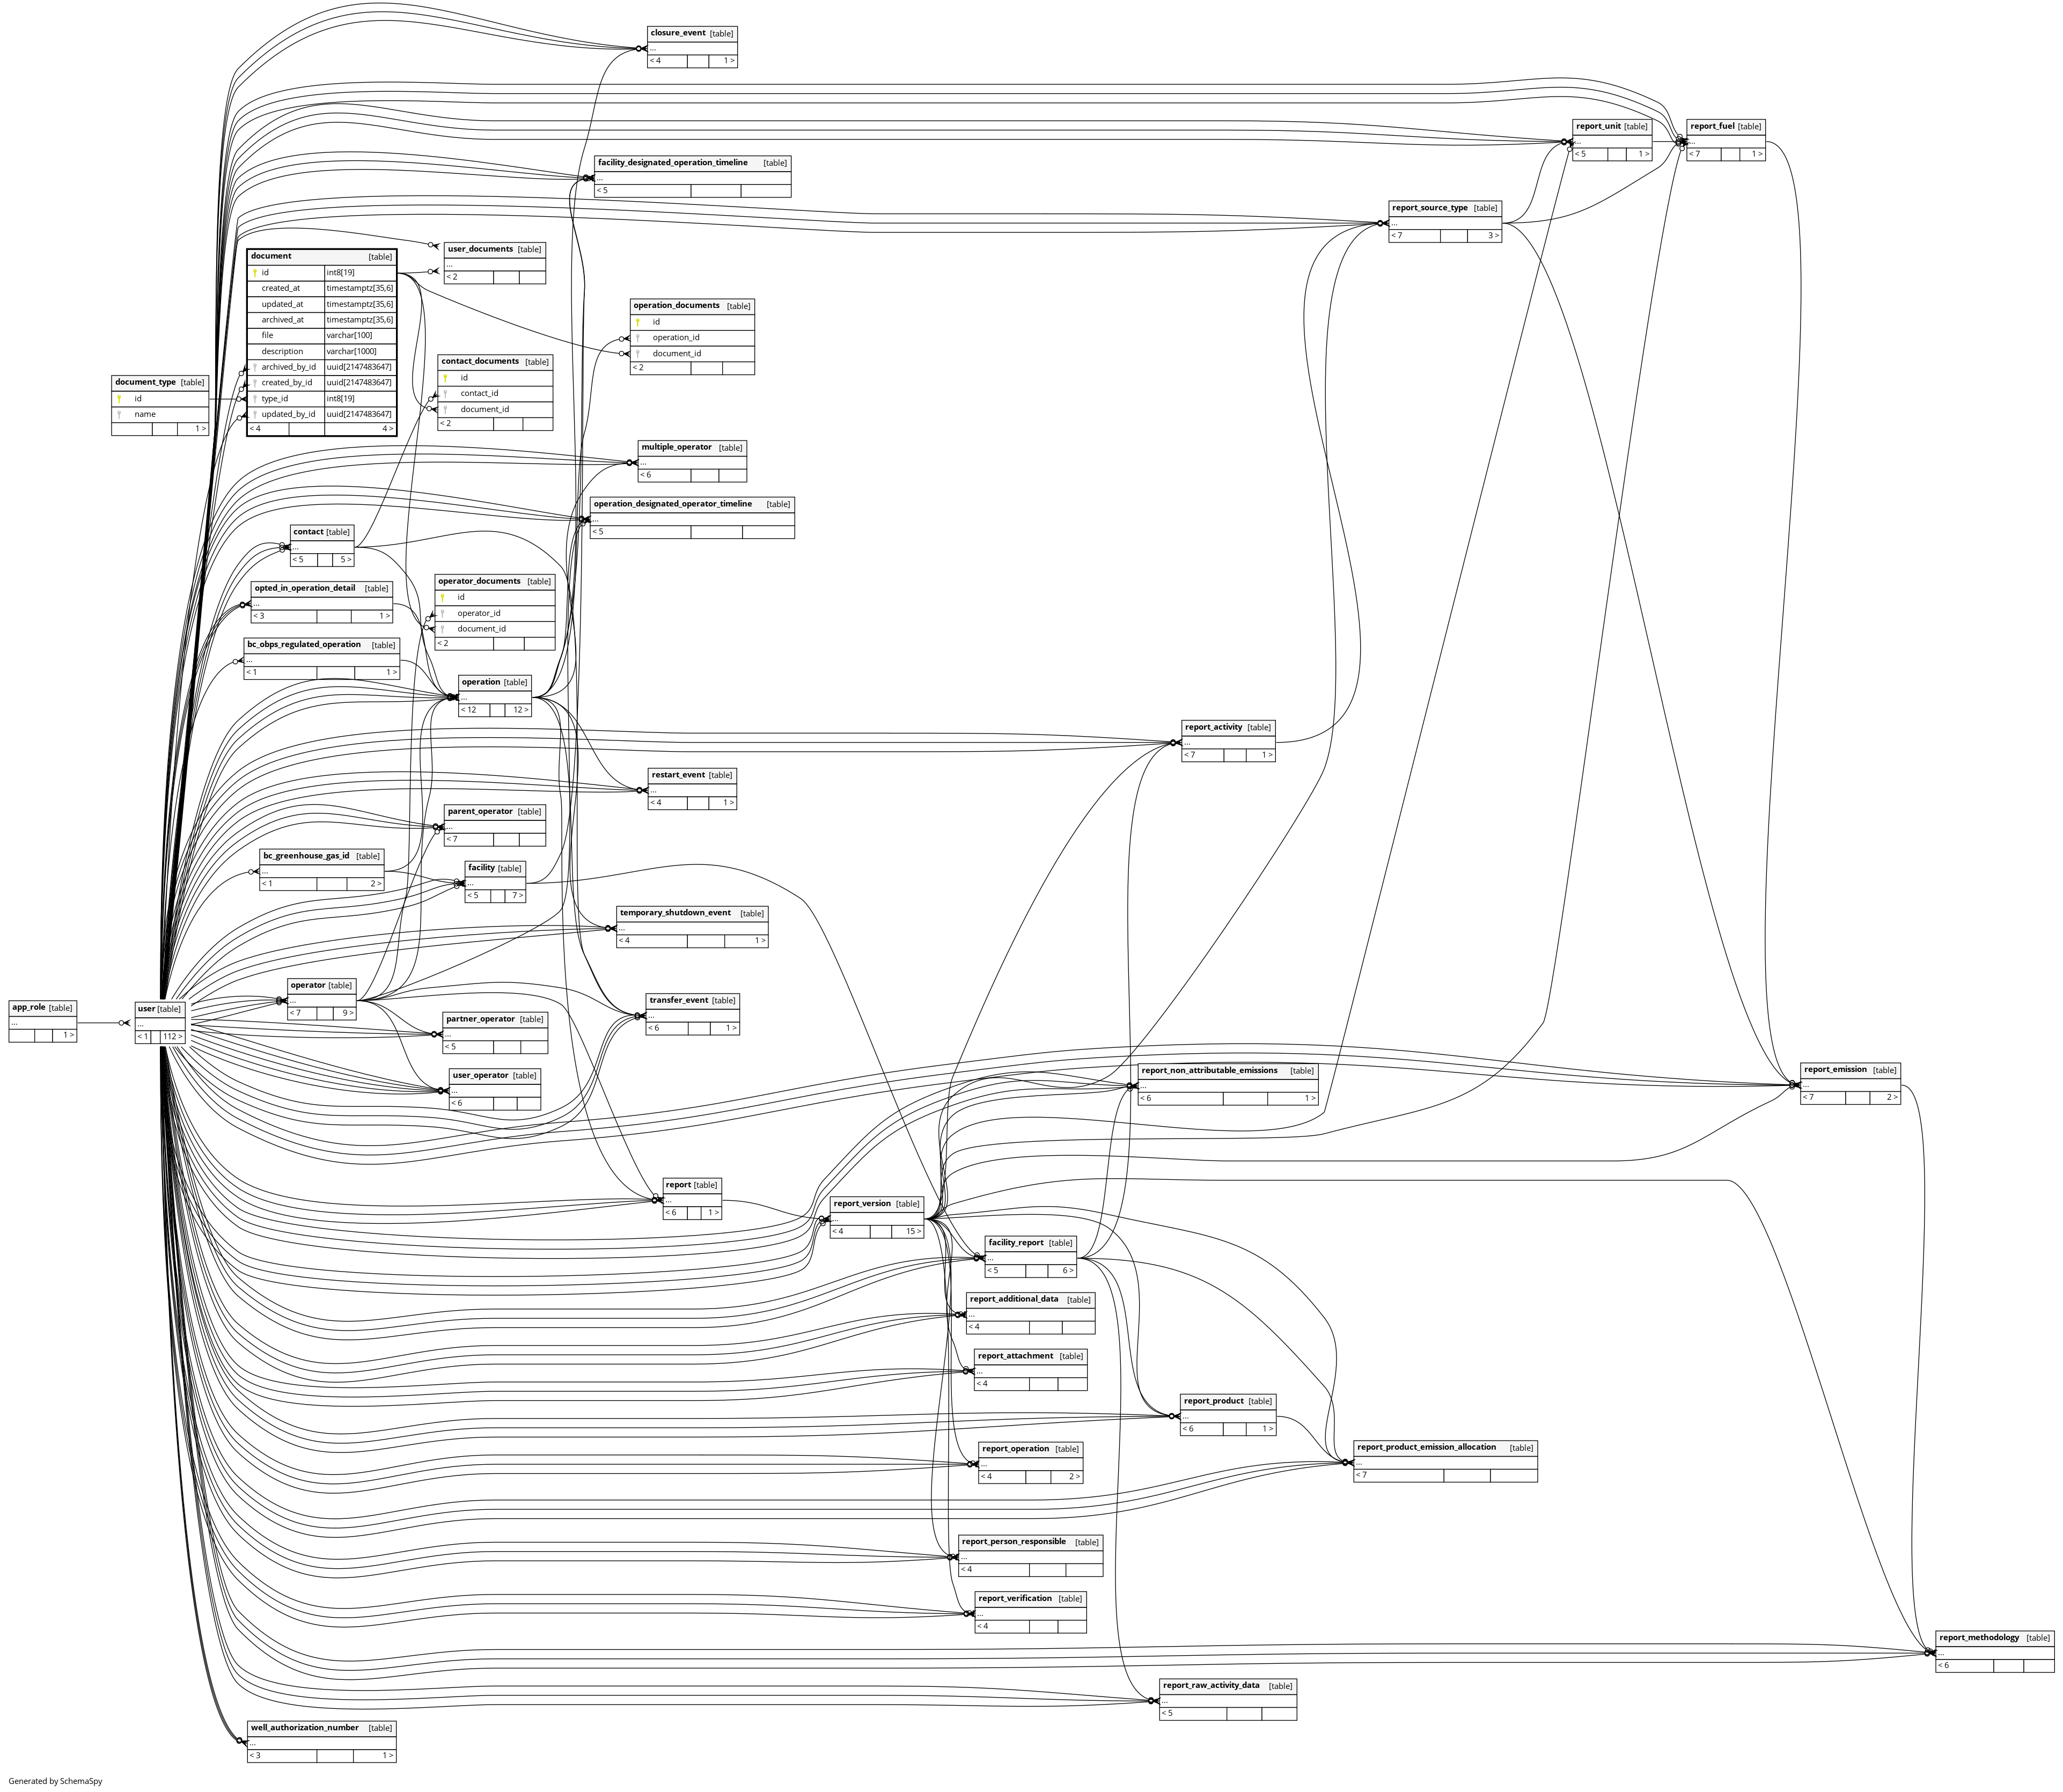 closure_event [table]
...
< 4 1 >
report_unit [table]
...
< 5 1 >
report_fuel [table]
...
< 7 1 >
facility_designated_operation_timeline [table]
...
< 5
report_source_type [table]
...
< 7 3 >
user_documents [table]
...
< 2
document [table]
id int8[19]
created_at timestamptz[35,6]
updated_at timestamptz[35,6]
archived_at timestamptz[35,6]
file varchar[100]
description varchar[1000]
archived_by_id uuid[2147483647]
created_by_id uuid[2147483647]
type_id int8[19]
updated_by_id uuid[2147483647]
< 4 4 >
operation_documents [table]
id
operation_id
document_id
< 2
contact_documents [table]
id
contact_id
document_id
< 2
document_type [table]
id
name
1 >
multiple_operator [table]
...
< 6
operation_designated_operator_timeline [table]
...
< 5
contact [table]
...
< 5 5 >
opted_in_operation_detail [table]
...
< 3 1 >
operator_documents [table]
id
operator_id
document_id
< 2
bc_obps_regulated_operation [table]
...
< 1 1 >
operation [table]
...
< 12 12 >
report_activity [table]
...
< 7 1 >
restart_event [table]
...
< 4 1 >
parent_operator [table]
...
< 7
bc_greenhouse_gas_id [table]
...
< 1 2 >
facility [table]
...
< 5 7 >
temporary_shutdown_event [table]
...
< 4 1 >
operator [table]
...
< 7 9 >
app_role [table]
...
1 >
user [table]
...
< 1 112 >
transfer_event [table]
...
< 6 1 >
partner_operator [table]
...
< 5
user_operator [table]
...
< 6
report_non_attributable_emissions [table]
...
< 6 1 >
report_emission [table]
...
< 7 2 >
report [table]
...
< 6 1 >
report_version [table]
...
< 4 15 >
facility_report [table]
...
< 5 6 >
report_additional_data [table]
...
< 4
report_attachment [table]
...
< 4
report_product [table]
...
< 6 1 >
report_operation [table]
...
< 4 2 >
report_product_emission_allocation [table]
...
< 7
report_person_responsible [table]
...
< 4
report_verification [table]
...
< 4
report_methodology [table]
...
< 6
report_raw_activity_data [table]
...
< 5
well_authorization_number [table]
...
< 3 1 >
Generated by SchemaSpy